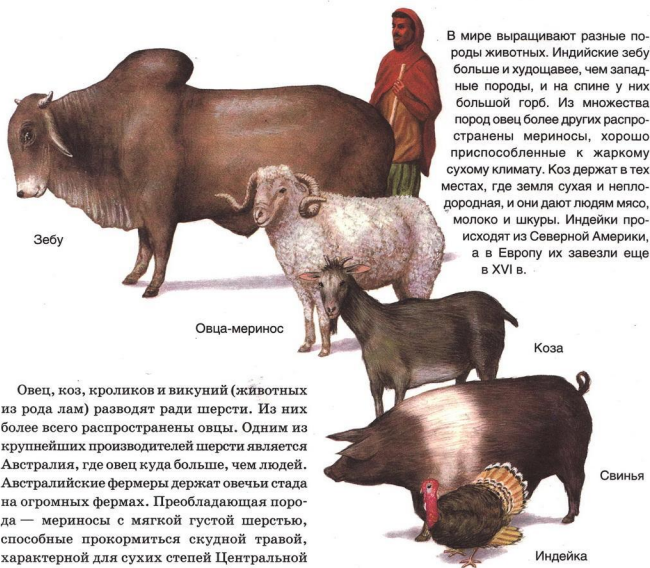 В мире выращивают разные по-
роды животных. Индийские зебу
больше и худощавее, чем запад-
ные породы, и на спине у них
большой горб. Из множества
пород овец более других распро-
странены мериносы, хорошо
приспособленные к жаркому
сухому климату. Коз держат в тех
местах, где земля сухая и непло-
дородная, и они дают людям мясо,
молоко и шкуры. Индейки про-
исходят из Северной Америки,
а в Европу их завезли еще
в XVI в.
Зебу
Овца-меринос
Коза
Свинья
Индейка
Овец, коз, кроликов и викуний (животных
из рода лам) разводят ради шерсти. Из них
более всего распространены овцы. Одним из
крупнейших производителей шерсти является
Австралия, где овец куда больше, чем людей.
Австралийские фермеры держат овечьи стада
на огромных фермах. Преобладающая поро-
да — мериносы с мягкой густой шерстью,
способные прокормиться скудной травой,
характерной для сухих степей Центральной